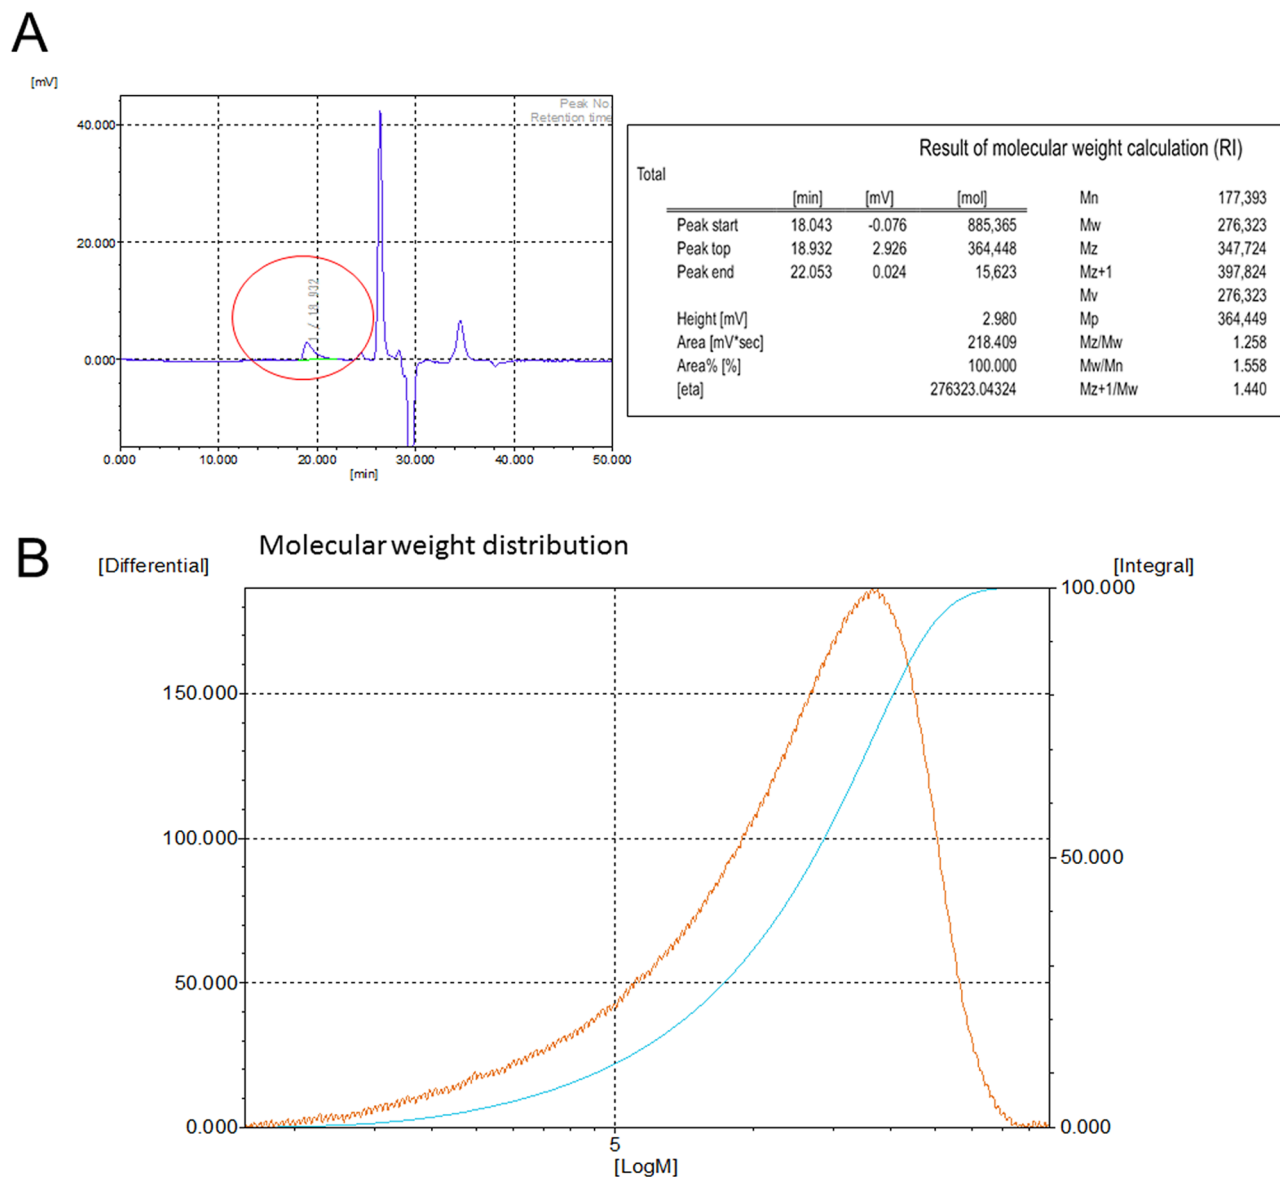 A
[mV]
Peak No.
Retention time
40.000
20.000
0.000
/ 18.932
0.000 10.000 20.000 30.000 40.000 50.000
[min]
Result of molecular weight calculation (RI)
Total
[min] [mV] [mol] Mn 177,393
Peak start 18.043 -0.076 885,365 Mw 276,323
Peak top 18.932 2.926 364,448 Mz 347,724
Peak end 22.053 0.024 15,623 Mz+1 397,824
Mv 276,323
Height [mV] 2.980 Mp 364,449
Area [mV*sec] 218.409 Mz/Mw 1.258
Area% [%] 100.000 Mw/Mn 1.558
[eta] 276323.04324 Mz+1/Mw 1.440
B
Molecular weight distribution
[Differential]
[Integral]
100.000
150.000
100.000
50.000
50.000
0.000
0.000
5
[LogM]